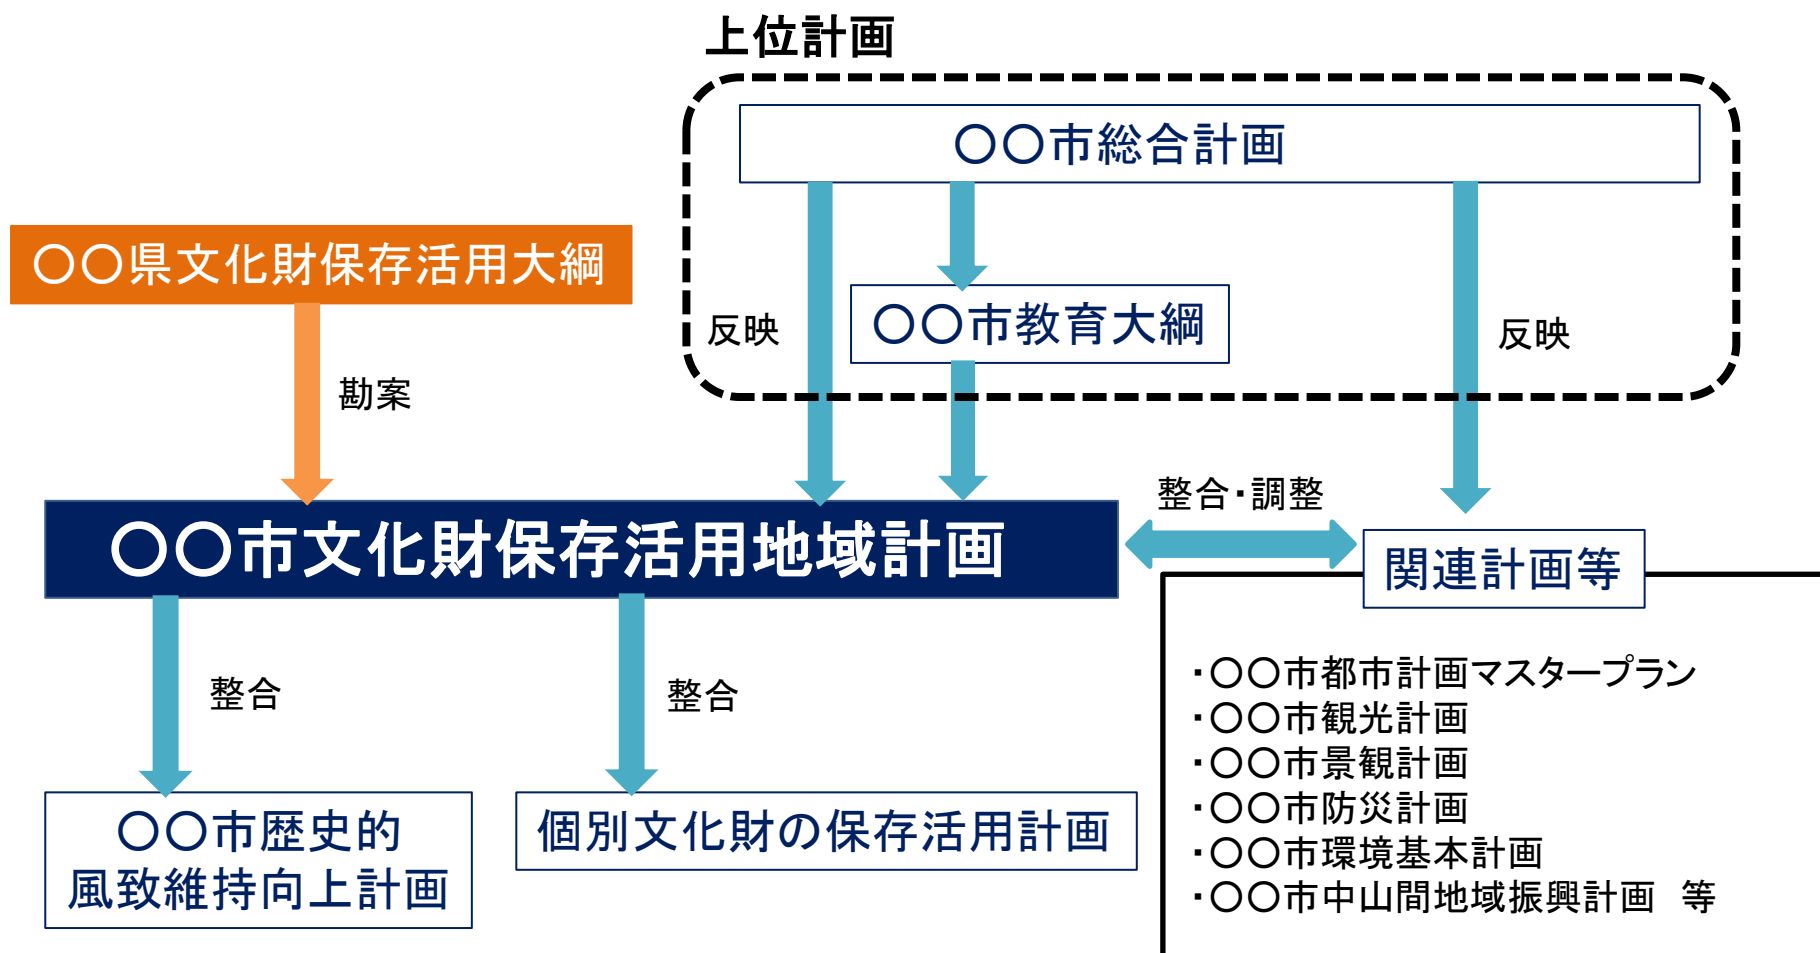 上位計画
〇〇市総合計画
〇〇県文化財保存活用大綱
〇〇市教育大綱
反映
反映
勘案
整合・調整
〇〇市文化財保存活用地域計画
関連計画等
・〇〇市都市計画マスタープラン
・〇〇市観光計画
・〇〇市景観計画
・〇〇市防災計画
・〇〇市環境基本計画
・〇〇市中山間地域振興計画　等
整合
整合
〇〇市歴史的
風致維持向上計画
個別文化財の保存活用計画